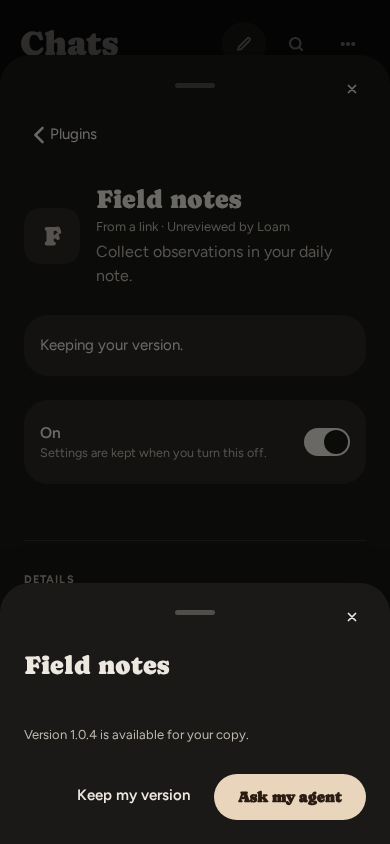 Chats
Plugins
F
Field notes
From a link · Unreviewed by Loam
Collect observations in your daily
note.
Keeping your version.
On
Settings are kept when you turn this off.
DETAILS
Field notes
Version 1.0.4 is available for your copy.
Keep my version
Ask my agent